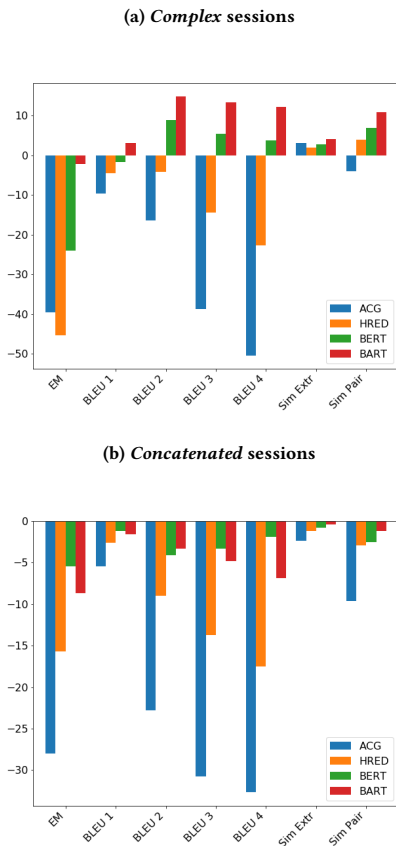 (a) Complex sessions
10
0
−10
−20
−30
−40
−50
EM
BLEU 1
BLEU 2
BLEU 3
BLEU 4
Sim Extr
Sim Pair
ACG
HRED
BERT
BART
(b) Concatenated sessions
0
−5
−10
−15
−20
−25
−30
EM
BLEU 1
BLEU 2
BLEU 3
BLEU 4
Sim Extr
Sim Pair
ACG
HRED
BERT
BART